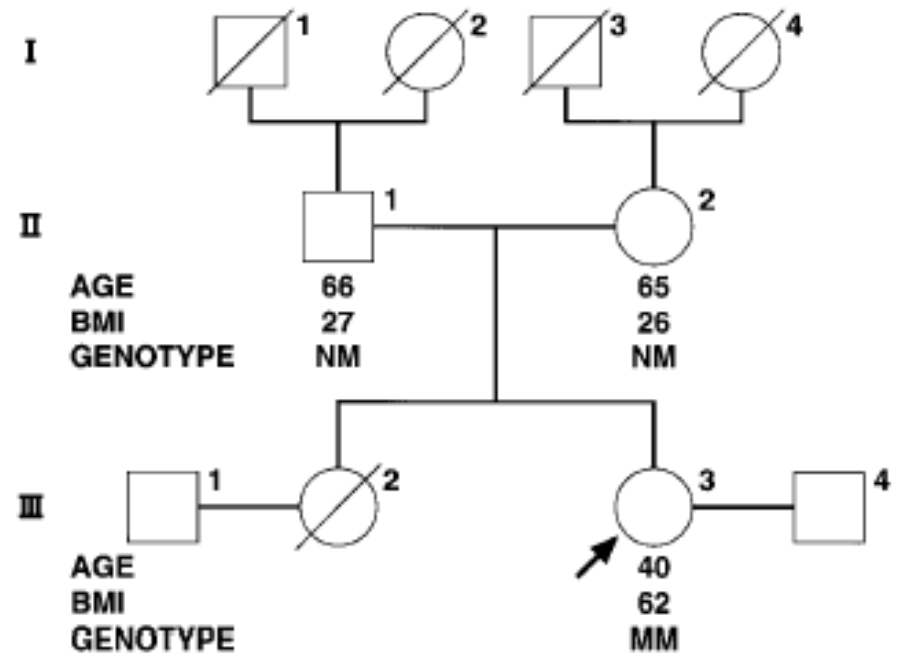 I 1 2 3 4
II 1 2
AGE 66 65
BMI 27 26
GENOTYPE NM NM
III 1 2 3 4
AGE 40
BMI 62
GENOTYPE MM